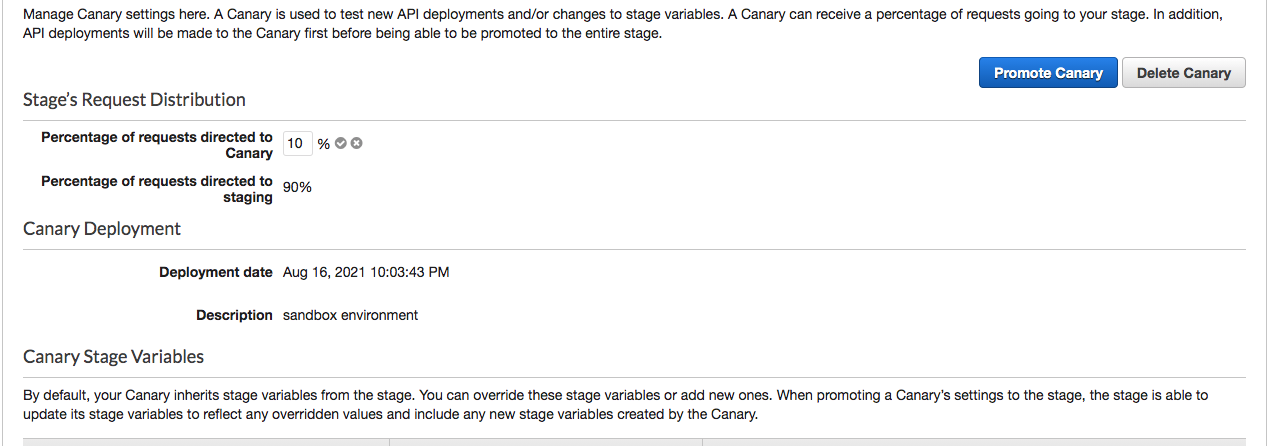 Manage Canary settings here. A Canary is used to test new API deployments and/or changes to stage variables. A Canary can receive a percentage of requests going to your stage. In addition,
API deployments will be made to the Canary first before being able to be promoted to the entire stage.
Promote Canary Delete Canary
Stage's Request Distribution
Percentage of requests directed to
Canary
10 %
Percentage of requests directed to
staging
90%
Canary Deployment
Deployment date Aug 16, 2021 10:03:43 PM
Description sandbox environment
Canary Stage Variables
By default, your Canary inherits stage variables from the stage. You can override these stage variables or add new ones. When promoting a Canary's settings to the stage, the stage is able to
update its stage variables to reflect any overridden values and include any new stage variables created by the Canary.